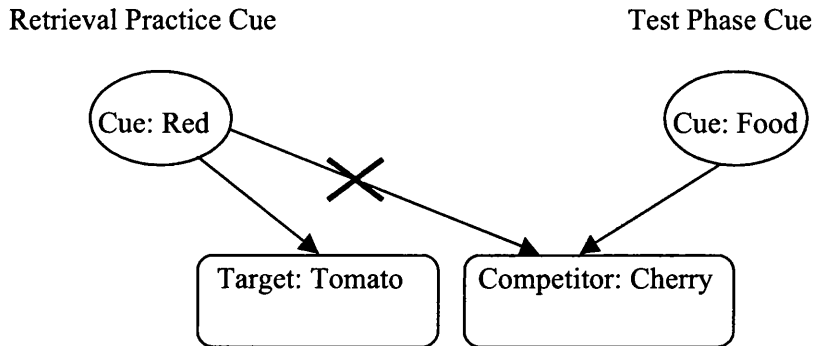 Retrieval Practice Cue
Test Phase Cue
Cue: Red
Cue: Food
Target: Tomato
Competitor: Cherry